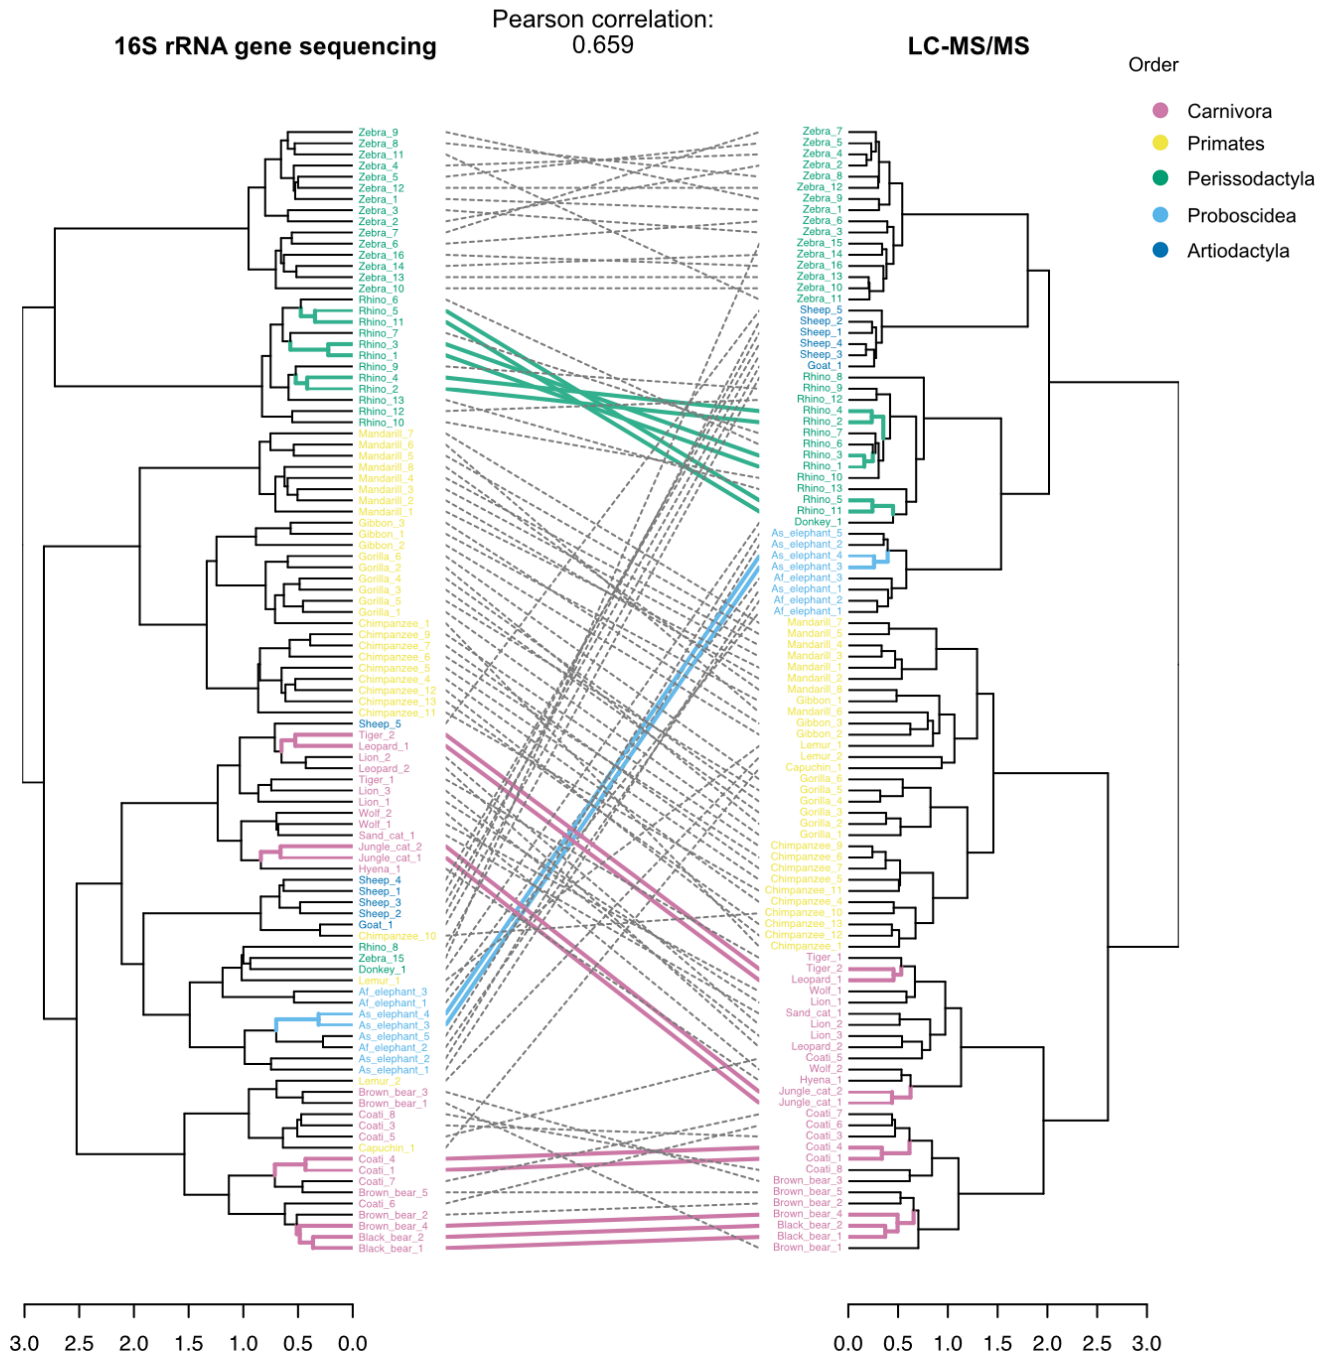 Pearson correlation:
0.659
16S rRNA gene sequencing
LC-MS/MS
Order
Carnivora
Primates
Perissodactyla
Proboscidea
Artiodactyla
Zebra_9
Zebra_8
Zebra_11
Zebra_4
Zebra_5
Zebra_12
Zebra_1
Zebra_3
Zebra_2
Zebra_7
Zebra_6
Zebra_16
Zebra_14
Zebra_13
Zebra_10
Rhino_6
Rhino_5
Rhino_11
Rhino_7
Rhino_3
Rhino_1
Rhino_9
Rhino_4
Rhino_2
Rhino_13
Rhino_12
Rhino_10
Mandarill_7
Mandarill_6
Mandarill_5
Mandarill_8
Mandarill_4
Mandarill_3
Mandarill_2
Mandarill_1
Gibbon_3
Gibbon_1
Gibbon_2
Gorilla_6
Gorilla_2
Gorilla_4
Gorilla_3
Gorilla_5
Gorilla_1
Chimpanzee_1
Chimpanzee_9
Chimpanzee_7
Chimpanzee_6
Chimpanzee_5
Chimpanzee_4
Chimpanzee_12
Chimpanzee_13
Chimpanzee_11
Sheep_5
Tiger_2
Leopard_1
Lion_2
Leopard_2
Tiger_1
Lion_3
Lion_1
Wolf_2
Wolf_1
Sand_cat_1
Jungle_cat_2
Jungle_cat_1
Hyena_1
Sheep_4
Sheep_1
Sheep_3
Sheep_2
Goat_1
Chimpanzee_10
Rhino_8
Zebra_15
Donkey_1
Lemur_1
Af_elephant_3
Af_elephant_1
As_elephant_4
As_elephant_3
As_elephant_5
Af_elephant_2
As_elephant_2
As_elephant_1
Lemur_2
Brown_bear_3
Brown_bear_1
Coati_8
Coati_3
Coati_5
Capuchin_1
Coati_4
Coati_1
Coati_7
Brown_bear_5
Coati_6
Brown_bear_2
Brown_bear_4
Black_bear_2
Black_bear_1
Zebra_7
Zebra_5
Zebra_4
Zebra_2
Zebra_8
Zebra_12
Zebra_9
Zebra_1
Zebra_6
Zebra_3
Zebra_15
Zebra_14
Zebra_16
Zebra_13
Zebra_10
Zebra_11
Sheep_5
Sheep_2
Sheep_1
Sheep_4
Sheep_3
Goat_1
Rhino_8
Rhino_9
Rhino_12
Rhino_4
Rhino_2
Rhino_7
Rhino_6
Rhino_3
Rhino_1
Rhino_10
Rhino_13
Rhino_5
Rhino_11
Donkey_1
As_elephant_5
As_elephant_2
As_elephant_4
As_elephant_3
Af_elephant_3
As_elephant_1
Af_elephant_2
Af_elephant_1
Mandarill_7
Mandarill_5
Mandarill_4
Mandarill_3
Mandarill_1
Mandarill_2
Mandarill_8
Gibbon_1
Mandarill_6
Gibbon_3
Gibbon_2
Lemur_1
Lemur_2
Capuchin_1
Gorilla_6
Gorilla_5
Gorilla_4
Gorilla_3
Gorilla_2
Gorilla_1
Chimpanzee_9
Chimpanzee_6
Chimpanzee_7
Chimpanzee_5
Chimpanzee_11
Chimpanzee_4
Chimpanzee_10
Chimpanzee_13
Chimpanzee_12
Chimpanzee_1
Tiger_1
Tiger_2
Leopard_1
Wolf_1
Lion_1
Sand_cat_1
Lion_2
Lion_3
Leopard_2
Coati_5
Wolf_2
Hyena_1
Jungle_cat_2
Jungle_cat_1
Coati_7
Coati_6
Coati_3
Coati_4
Coati_1
Coati_8
Brown_bear_3
Brown_bear_5
Brown_bear_2
Brown_bear_4
Black_bear_2
Black_bear_1
Brown_bear_1
3.0 2.5 2.0 1.5 1.0 0.5 0.0
0.0 0.5 1.0 1.5 2.0 2.5 3.0